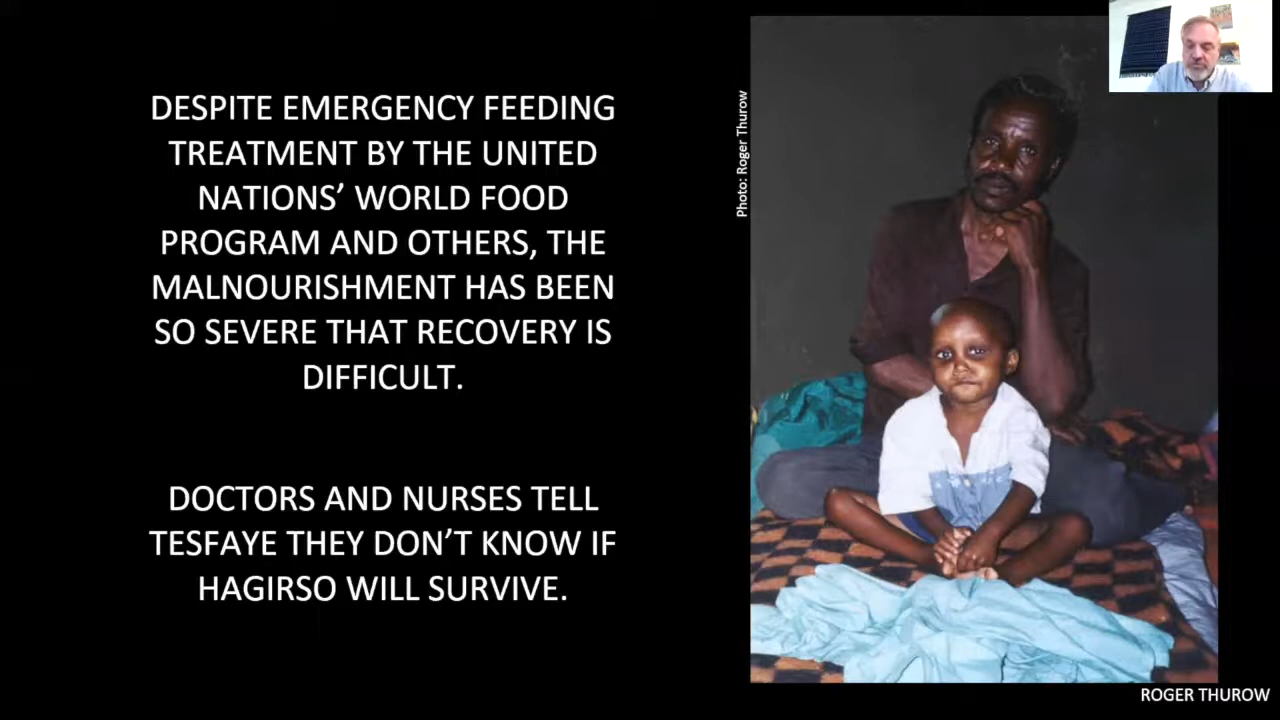 DESPITE EMERGENCY FEEDING
TREATMENT BY THE UNITED
NATIONS’ WORLD FOOD
PROGRAM AND OTHERS, THE
MALNOURISHMENT HAS BEEN
SO SEVERE THAT RECOVERY IS
DIFFICULT.
DOCTORS AND NURSES TELL
TESFAYE THEY DON’T KNOW IF
HAGIRSO WILL SURVIVE.
Photo: Roger Thurow
ROGER THUROW